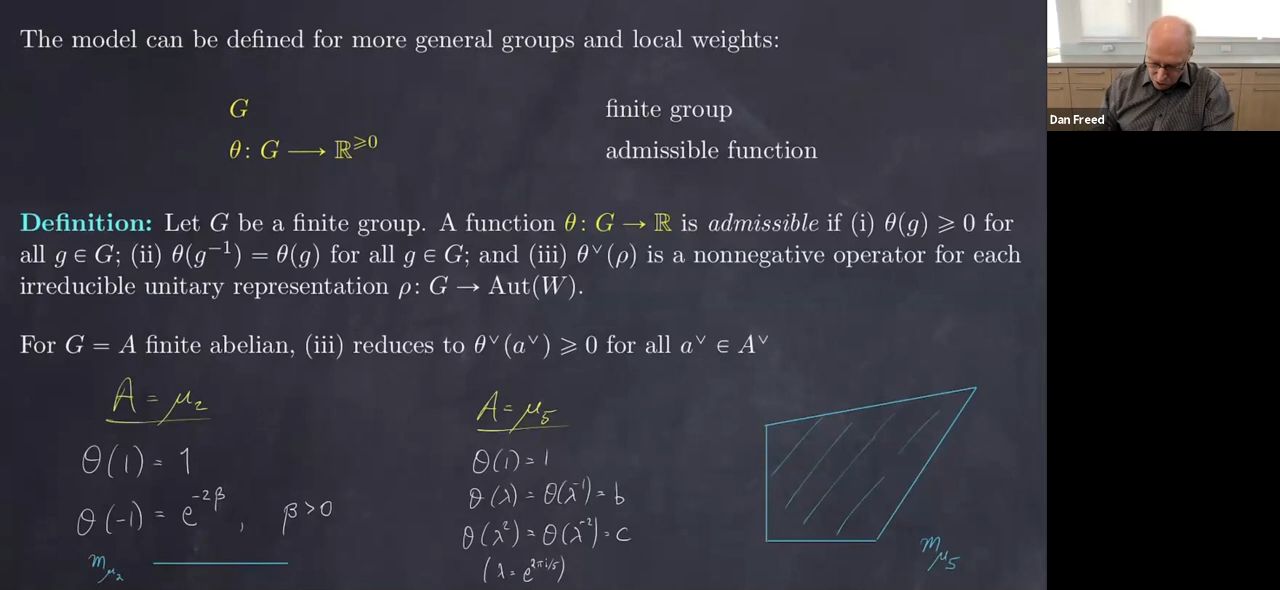 The model can be defined for more general groups and local weights:
G finite group
θ: G ⟶ ℝ^{⩾0} admissible function
Dan Freed
Definition: Let G be a finite group. A function θ: G → ℝ is admissible if (i) θ(g) ⩾ 0 for
all g ∈ G; (ii) θ(g⁻¹) = θ(g) for all g ∈ G; and (iii) θ^∨(ρ) is a nonnegative operator for each
irreducible unitary representation ρ: G → Aut(W).
For G = A finite abelian, (iii) reduces to θ^∨(a^∨) ⩾ 0 for all a^∨ ∈ A^∨
A = μ₂
θ(1) = 1
θ(-1) = e^{-2β}, β > 0
m_{μ₂}
A = μ₅
θ(1) = 1
θ(λ) = θ(λ⁻¹) = b
θ(λ²) = θ(λ⁻²) = c
(λ = e^{2πi/5})
m_{μ₅}